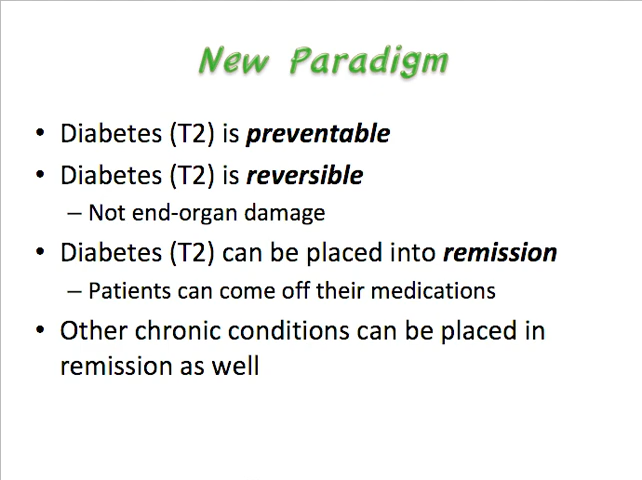 New Paradigm
• Diabetes (T2) is preventable
• Diabetes (T2) is reversible
– Not end-organ damage
• Diabetes (T2) can be placed into remission
– Patients can come off their medications
• Other chronic conditions can be placed in
remission as well